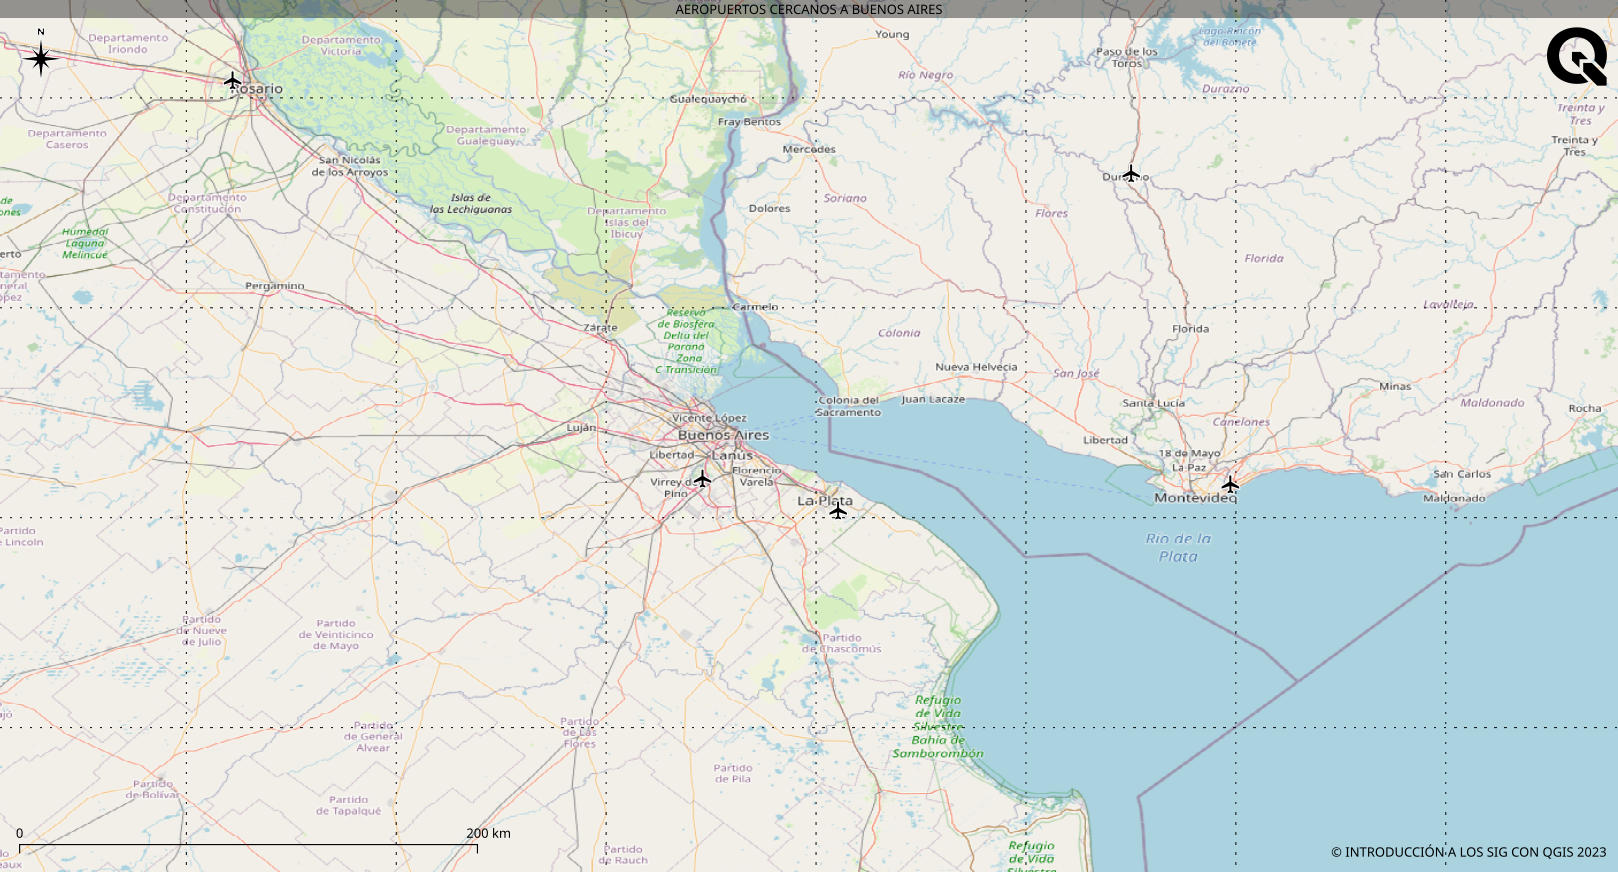 AEROPUERTOS CERCANOS A BUENOS AIRES
N
Departamento
Iriondo
Departamento
Victoria
Young
Río Negro
Paso de los
Toros
Lago Rincón
del Bonete
Durazno
Rosario
Gualeguaychú
Fray Bentos
Treinta y
Tres
Treinta y
Tres
Departamento
Caseros
Departamento
Gualeguay
Mercedes
San Nicolás
de los Arroyos
Durazno
Departamento
Constitución
Islas de
las Lechiguanas
Departamento
Islas del
Ibicuy
Dolores
Soriano
Flores
Humedal
Laguna
Melincué
Florida
Pergamino
Carmelo
Lavalleja
Zárate
Reserva
de Biosfera
Delta del
Paraná
Zona
C Transición
Colonia
Florida
Nueva Helvecia
San José
Minas
Colonia del
Sacramento
Juan Lacaze
Santa Lucía
Maldonado
Rocha
Vicente López
Luján
Buenos Aires
Canelones
Libertad
Libertad
Lanús
18 de Mayo
La Paz
Florencio
Varela
San Carlos
Virrey del
Pino
La Plata
Montevideo
Maldonado
Partido
de Lincoln
Río de la
Plata
Partido
de Nueve
de Julio
Partido
de Veinticinco
de Mayo
Partido
de Chascomús
Refugio
de Vida
Silvestre
Bahía de
Samborombón
Partido
de General
Alvear
Partido
de Las
Flores
Partido
de Pila
Partido
de Bolívar
Partido
de Tapalqué
0
200 km
Partido
de Rauch
Refugio
de Vida
Silvestre
© INTRODUCCIÓN A LOS SIG CON QGIS 2023